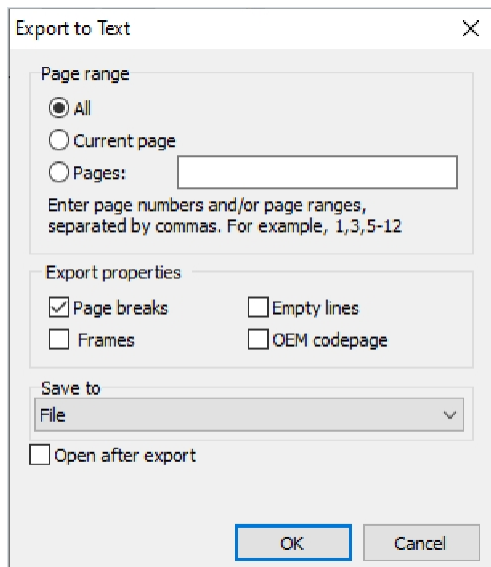 Export to Text
Page range
All
Current page
Pages:
Enter page numbers and/or page ranges,
separated by commas. For example, 1,3,5-12
Export properties
Page breaks Empty lines
Frames OEM codepage
Save to
File
Open after export
OK Cancel